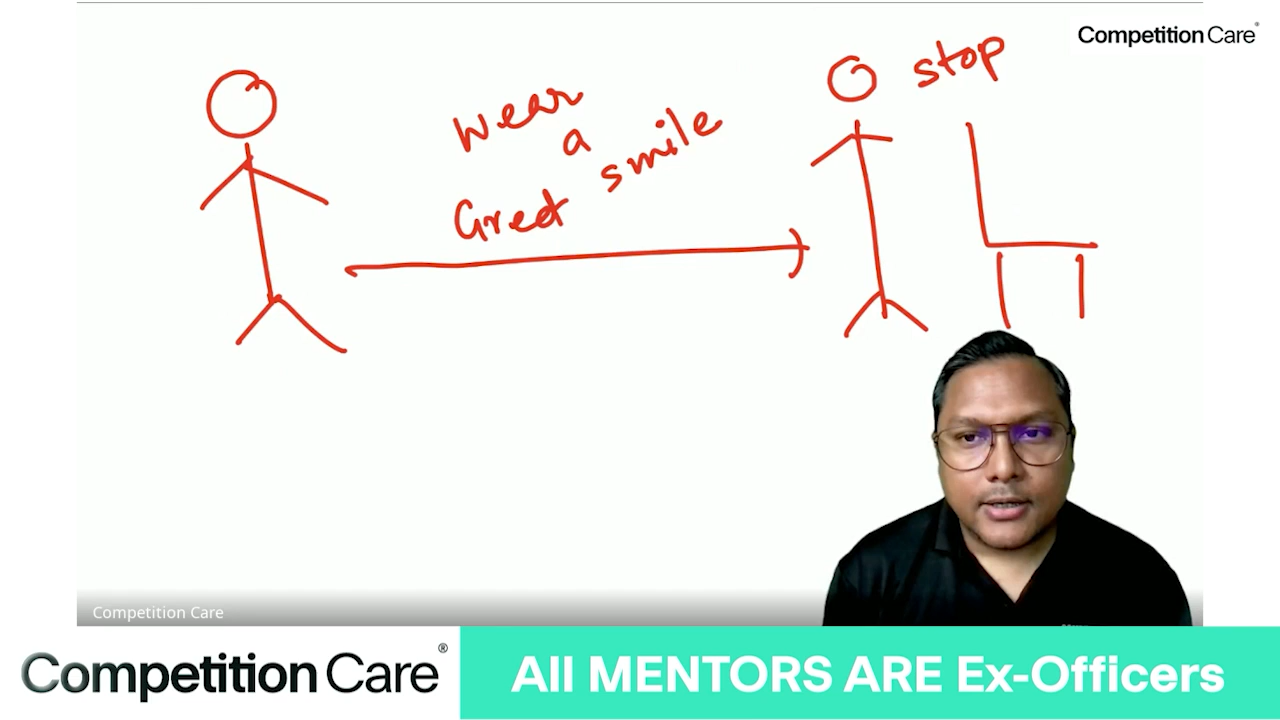 Competition Care®
stop
Wear
a
smile
Greet
Competition Care
Competition Care®
All MENTORS ARE Ex-Officers